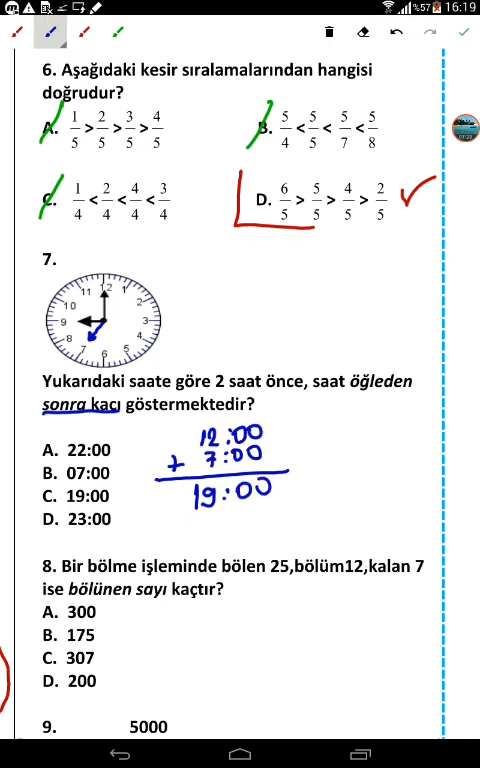 %57 16:19
6. Aşağıdaki kesir sıralamalarından hangisi
doğrudur?
A. 1/5 > 2/5 > 3/5 > 4/5
B. 5/4 < 5/5 < 5/7 < 5/8
C. 1/4 < 2/4 < 4/4 < 3/4
D. 6/5 > 5/5 > 4/5 > 2/5
07:23
7.
12 1 2 3 4 5 6 7 8 9 10 11
Yukarıdaki saate göre 2 saat önce, saat öğleden
sonra kaçı göstermektedir?
12:00
+ 7:00
19:00
A. 22:00
B. 07:00
C. 19:00
D. 23:00
8. Bir bölme işleminde bölen 25,bölüm12,kalan 7
ise bölünen sayı kaçtır?
A. 300
B. 175
C. 307
D. 200
9. 5000